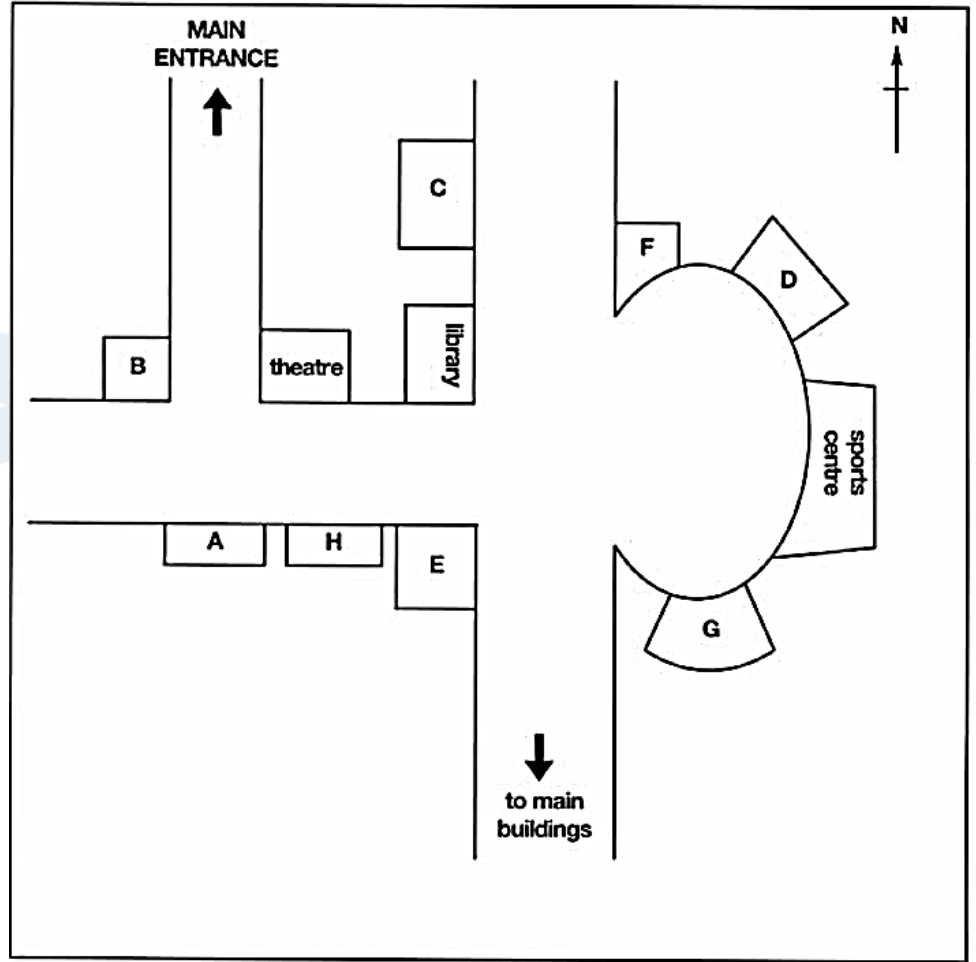 MAIN
ENTRANCE
N
C
F
D
B
theatre
library
sports
centre
A
H
E
G
to main
buildings